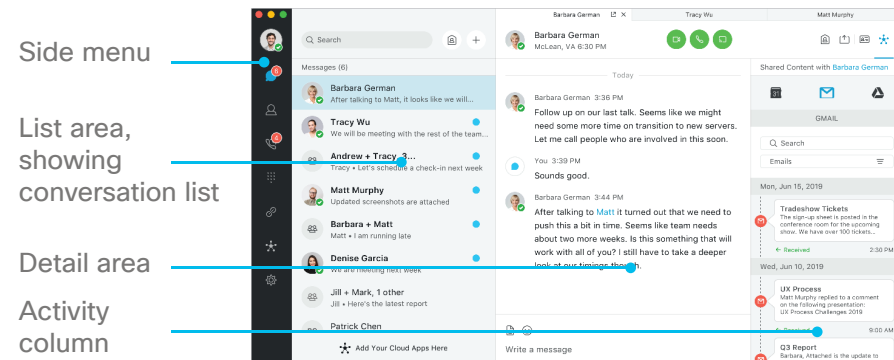 Side menu
List area,
showing
conversation list
Detail area
Activity
column
6
4
Search
Messages (6)
Barbara German
After talking to Matt, it looks like we will...
Tracy Wu
We will be meeting with the rest of the team...
Andrew + Tracy, 3...
Tracy • Let's schedule a check-in next week
Matt Murphy
Updated screenshots are attached
Barbara + Matt
Matt • I am running late
Denise Garcia
We are meeting next week
Jill + Mark, 1 other
Jill • Here's the latest report
Patrick Chen
Add Your Cloud Apps Here
Barbara German
Tracy Wu
Matt Murphy
Barbara German
McLean, VA 6:30 PM
Today
Barbara German 3:36 PM
Follow up on our last talk. Seems like we might
need some more time on transition to new servers.
Let me call people who are involved in this soon.
You 3:39 PM
Sounds good.
Barbara German 3:44 PM
After talking to Matt it turned out that we need to
push this a bit in time. Seems like team needs
about two more weeks. Is this something that will
work with all of you? I still have to take a deeper
look at our timings though.
Write a message
Shared Content with Barbara German
31
GMAIL
Search
Emails
Mon, Jun 15, 2019
Tradeshow Tickets
The sign-up sheet is posted in the
conference room for the upcoming
show. We have over 100 tickets...
Received 2:30 PM
Wed, Jun 10, 2019
UX Process
Matt Murphy replied to a comment
on the following presentation:
UX Process Challenges 2019
Received 9:00 AM
Q3 Report
Barbara, Attached is the update to